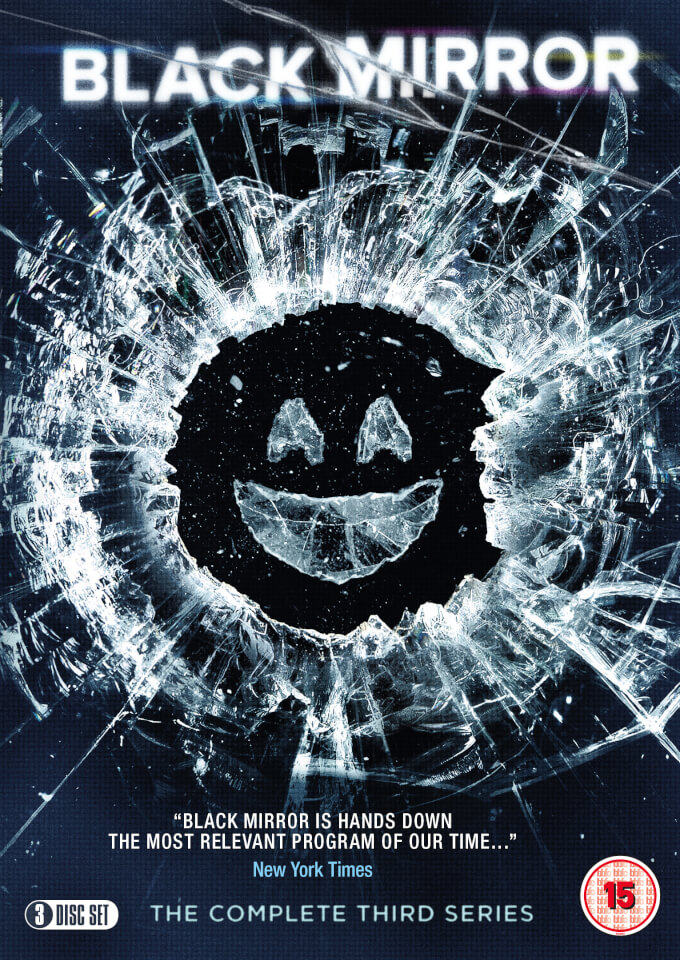 BLACK MIRROR
“BLACK MIRROR IS HANDS DOWN
THE MOST RELEVANT PROGRAM OF OUR TIME...”
New York Times
3 DISC SET
THE COMPLETE THIRD SERIES
15